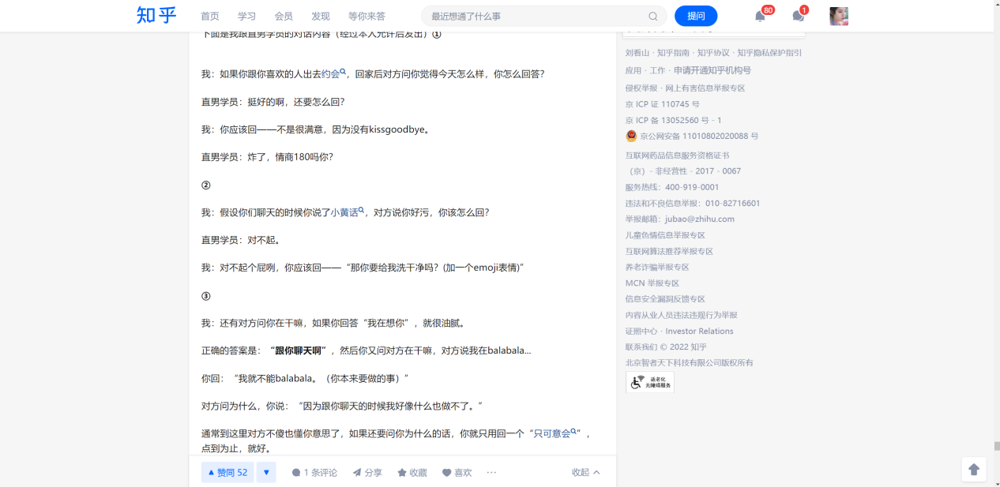 知乎
首页 学习 会员 发现 等你来答
最近想通了什么事
提问
80
1
下面是我跟直男学员的对话内容（经过本人允许后发出）①
我：如果你跟你喜欢的人出去约会，回家后对方问你觉得今天怎么样，你怎么回答？
直男学员：挺好的啊，还要怎么回？
我：你应该回——不是很满意，因为没有kissgoodbye。
直男学员：炸了，情商180吗你？
②
我：假设你们聊天的时候你说了小黄话，对方说你好污，你该怎么回？
直男学员：对不起。
我：对不起个屁咧，你应该回——“那你要给我洗干净吗？(加一个emoji表情)”
③
我：还有对方问你在干嘛，如果你回答“我在想你”，就很油腻。
正确的答案是：“跟你聊天啊”，然后你又问对方在干嘛，对方说我在balabala...
你回：“我就不能balabala。（你本来要做的事）”
对方问为什么，你说：“因为跟你聊天的时候我好像什么也做不了。”
通常到这里对方不傻也懂你意思了，如果还要问你为什么的话，你就只用回一个“只可意会”，
点到为止，就好。
赞同 52
1 条评论 分享 收藏 喜欢 ··· 收起
刘看山 · 知乎指南 · 知乎协议 · 知乎隐私保护指引
应用 · 工作 · 申请开通知乎机构号
侵权举报 · 网上有害信息举报专区
京 ICP 证 110745 号
京 ICP 备 13052560 号 - 1
京公网安备 11010802020088 号
互联网药品信息服务资格证书
（京）- 非经营性 - 2017 - 0067
服务热线：400-919-0001
违法和不良信息举报：010-82716601
举报邮箱：jubao@zhihu.com
儿童色情信息举报专区
互联网算法推荐举报专区
养老诈骗举报专区
MCN 举报专区
信息安全漏洞反馈专区
内容从业人员违法违规行为举报
证照中心 · Investor Relations
联系我们 © 2022 知乎
北京智者天下科技有限公司版权所有
适老化
无障碍服务